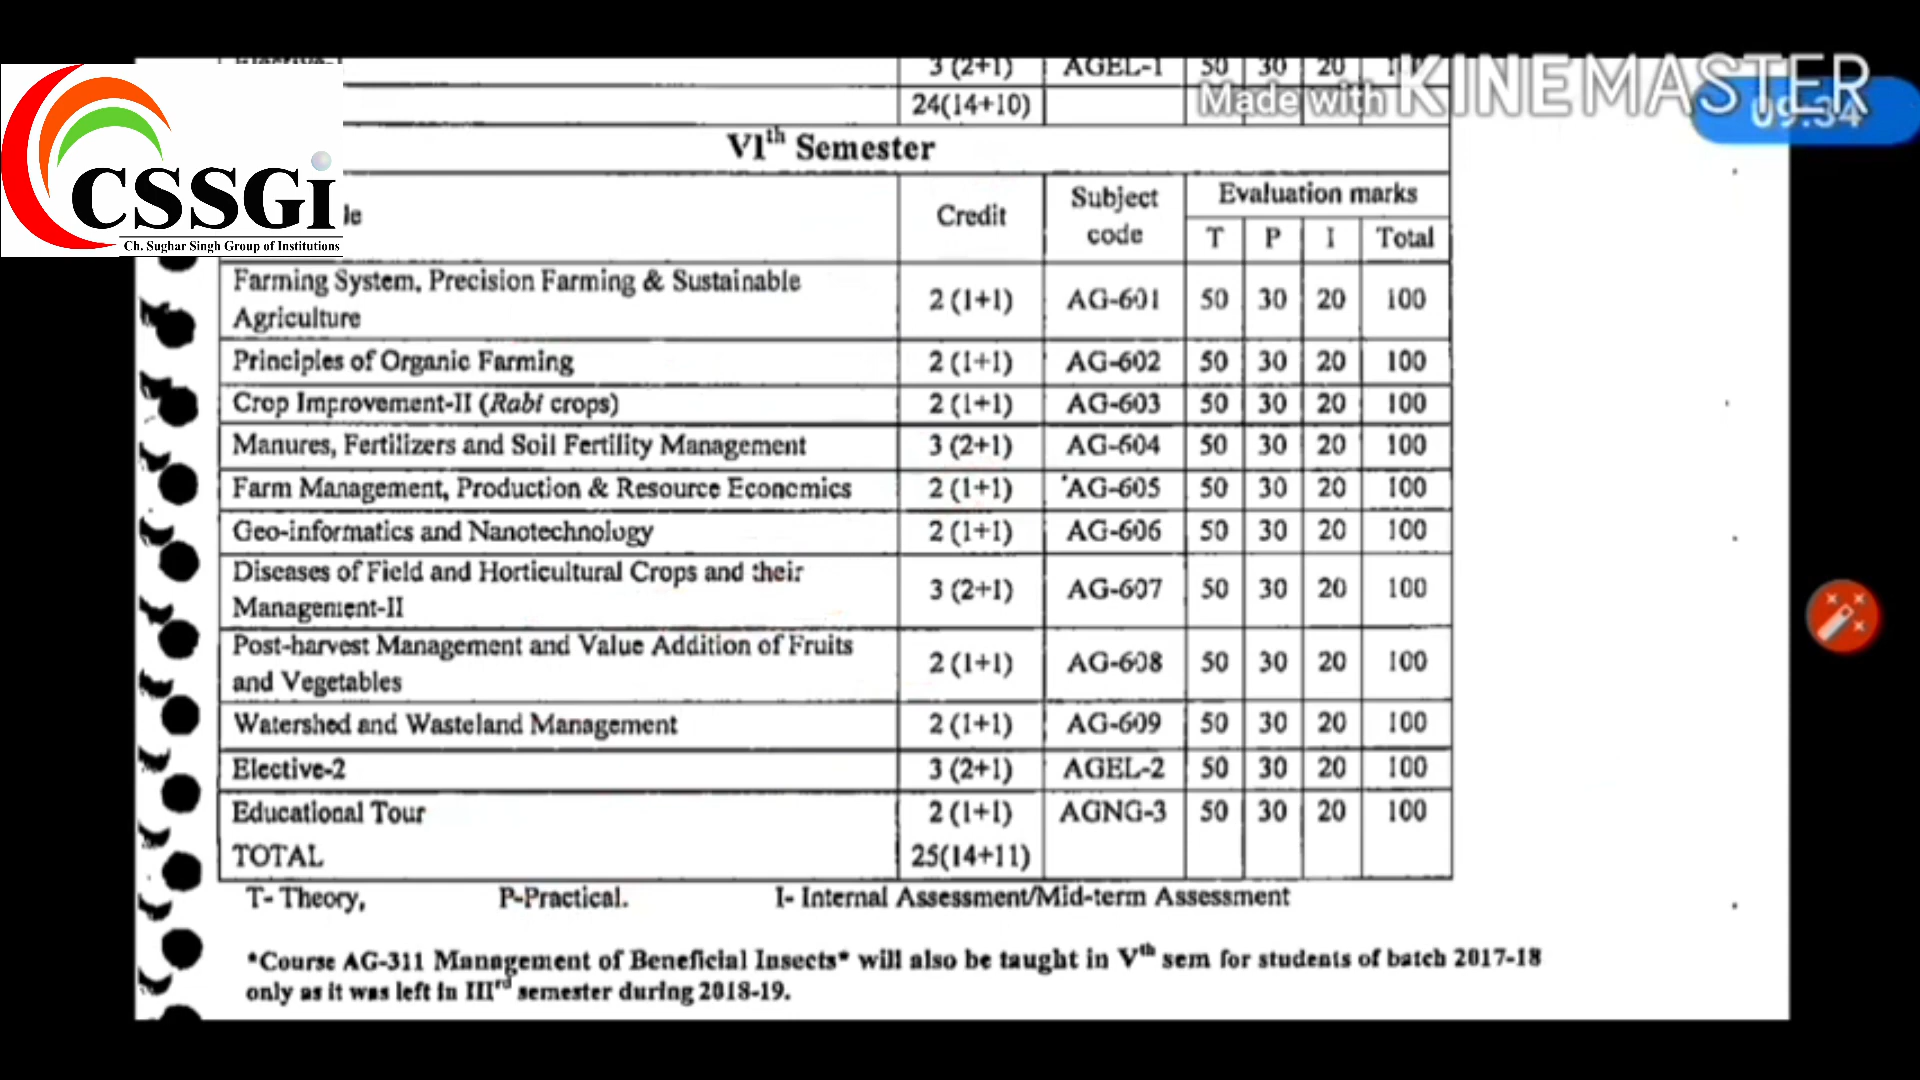 Elective-1 3 (2+1) AGEL-1 50 30 20
24(14+10)
Made with KINEMASTER
09:34
CSSGi
Ch. Sughar Singh Group of Institutions
VIth Semester
le Credit Subject code Evaluation marks
T P I Total
Farming System, Precision Farming & Sustainable
Agriculture 2 (1+1) AG-601 50 30 20 100
Principles of Organic Farming 2 (1+1) AG-602 50 30 20 100
Crop Improvement-II (Rabi crops) 2 (1+1) AG-603 50 30 20 100
Manures, Fertilizers and Soil Fertility Management 3 (2+1) AG-604 50 30 20 100
Farm Management, Production & Resource Economics 2 (1+1) AG-605 50 30 20 100
Geo-informatics and Nanotechnology 2 (1+1) AG-606 50 30 20 100
Diseases of Field and Horticultural Crops and their
Management-II 3 (2+1) AG-607 50 30 20 100
Post-harvest Management and Value Addition of Fruits
and Vegetables 2 (1+1) AG-608 50 30 20 100
Watershed and Wasteland Management 2 (1+1) AG-609 50 30 20 100
Elective-2 3 (2+1) AGEL-2 50 30 20 100
Educational Tour 2 (1+1) AGNG-3 50 30 20 100
TOTAL 25(14+11)
T- Theory, P-Practical. I- Internal Assessment/Mid-term Assessment
*Course AG-311 Management of Beneficial Insects* will also be taught in Vth sem for students of batch 2017-18
only as it was left in IIIrd semester during 2018-19.